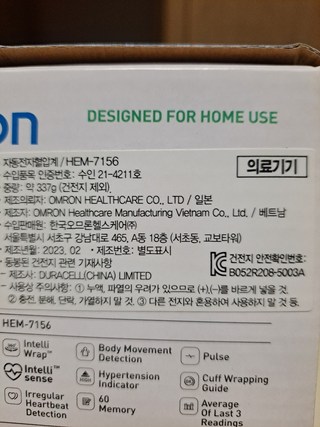 on
DESIGNED FOR HOME USE
자동전자혈압계 / HEM-7156
의료기기
· 수입품목 인증번호: 수인 21-4211호
· 중량: 약 337g (건전지 제외)
· 제조의뢰자: OMRON HEALTHCARE CO., LTD / 일본
· 제조자: OMRON Healthcare Manufacturing Vietnam Co., Ltd. / 베트남
· 수입판매원: 한국오므론헬스케어㈜
서울특별시 서초구 강남대로 465, A동 18층 (서초동, 교보타워)
· 제조년월: 2023. 02 · 제조번호: 별도표시
· 동봉된 건전지 관련 기재사항
건전지 안전확인번호:
B052R208-5003A
- 제조사: DURACELL(CHINA) LIMITED
- 사용상 주의사항: ① 누액, 파열의 우려가 있으므로 (+),(-)를 바르게 넣을 것.
② 충전, 분해, 단락, 가열하지 말 것. ③ 다른 전지와 혼용하여 사용하지 말 것 등.
HEM-7156
Intelli
Wrap™
Body Movement
Detection
Pulse
Intelli™
sense
Hypertension
Indicator
Cuff Wrapping
Guide
Irregular
Heartbeat
Detection
60
Memory
Average
Of Last 3
Readings